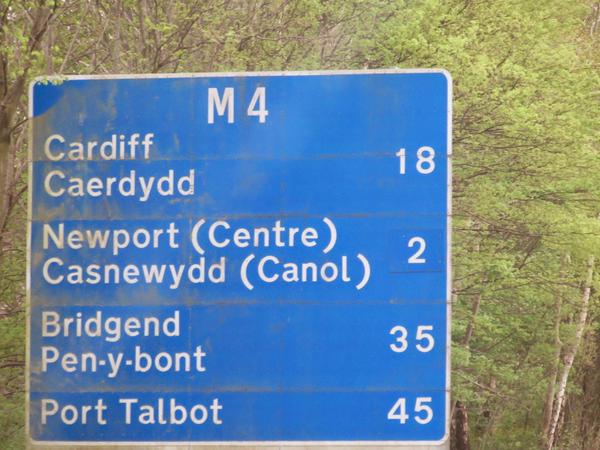 M4
Cardiff
Caerdydd 18
Newport (Centre)
Casnewydd (Canol) 2
Bridgend
Pen-y-bont 35
Port Talbot 45